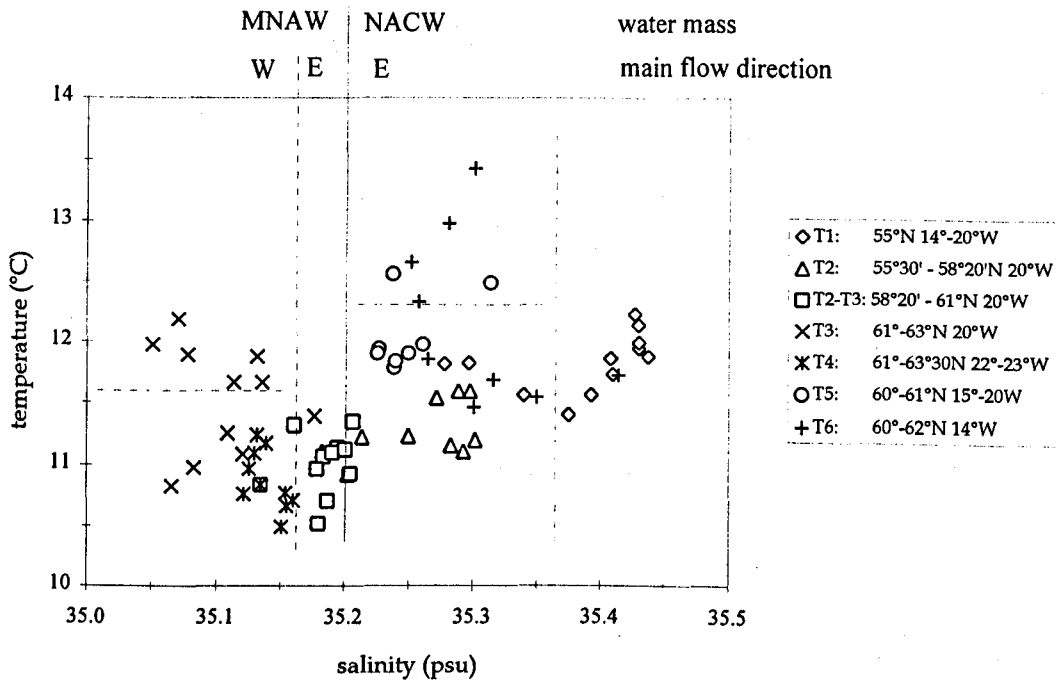 MNAW NACW water mass
W E E main flow direction
14
13
12
11
10
temperature (°C)
35.0 35.1 35.2 35.3 35.4 35.5
salinity (psu)
T1: 55°N 14°-20°W
T2: 55°30' - 58°20'N 20°W
T2-T3: 58°20' - 61°N 20°W
T3: 61°-63°N 20°W
T4: 61°-63°30N 22°-23°W
T5: 60°-61°N 15°-20W
T6: 60°-62°N 14°W